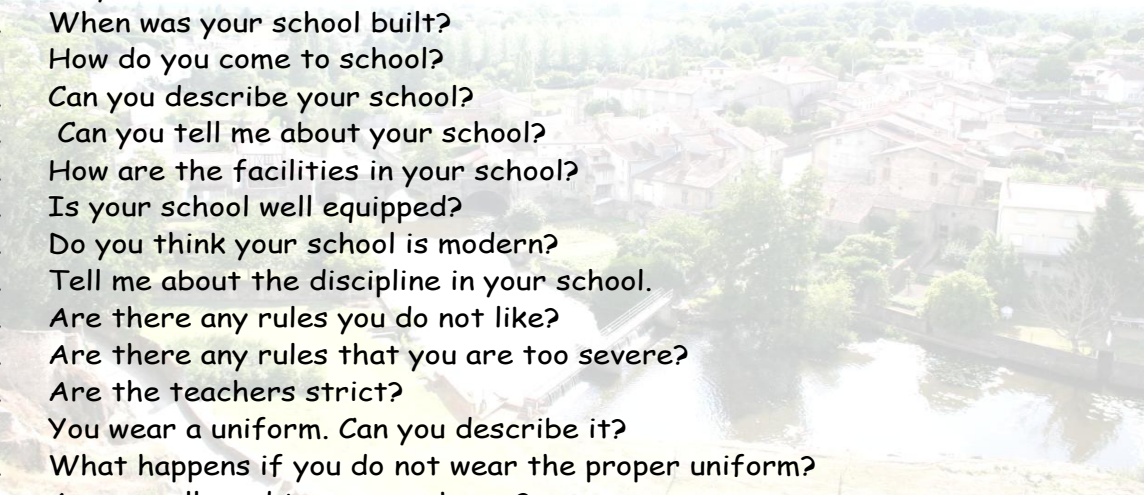 When was your school built?
How do you come to school?
Can you describe your school?
Can you tell me about your school?
How are the facilities in your school?
Is your school well equipped?
Do you think your school is modern?
Tell me about the discipline in your school.
Are there any rules you do not like?
Are there any rules that you are too severe?
Are the teachers strict?
You wear a uniform. Can you describe it?
What happens if you do not wear the proper uniform?